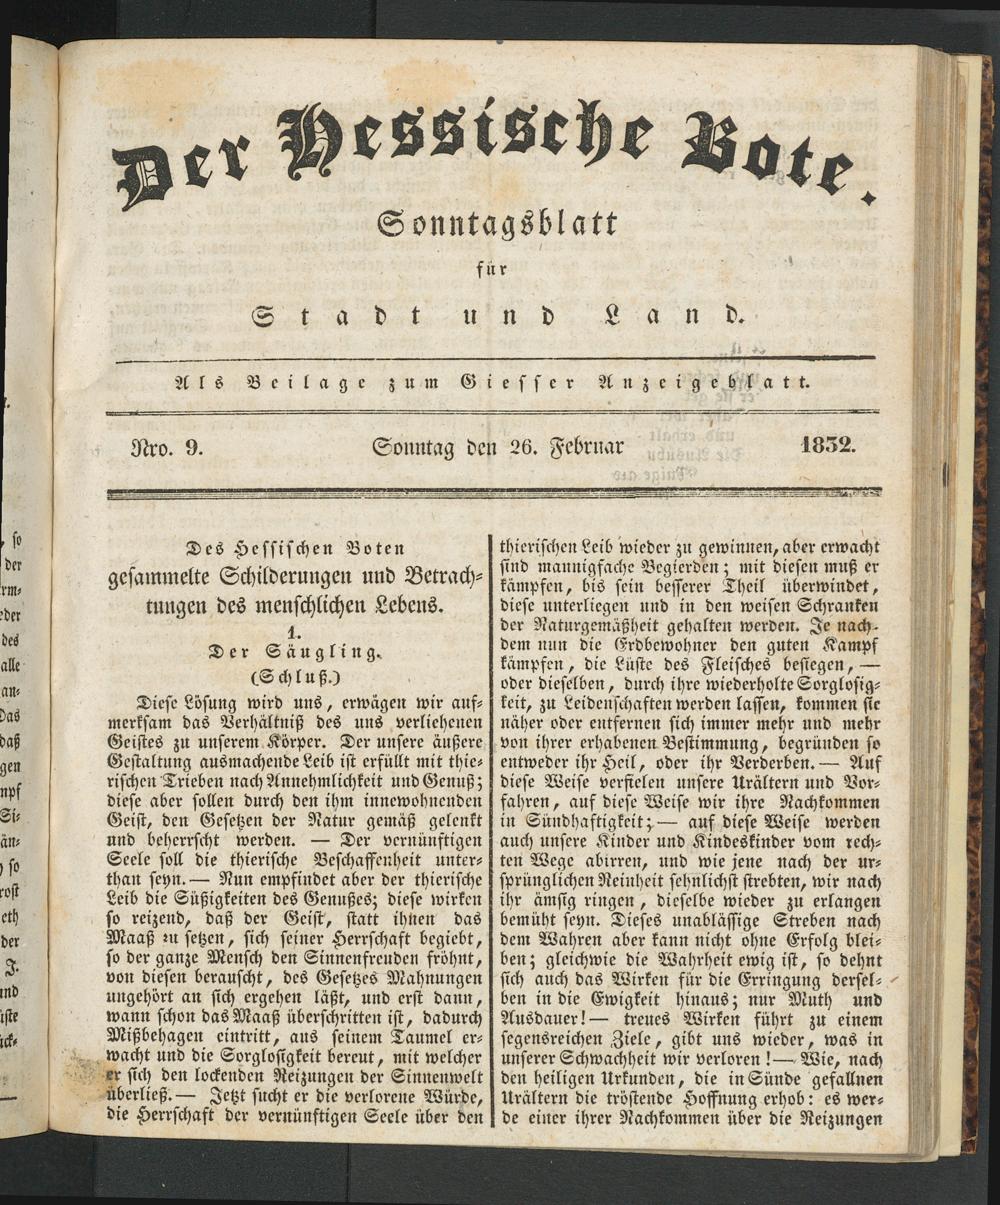 Der Hessische Bote.
Sonntagsblatt
für
Stadt und Land.
Als Beilage zum Giesser Anzeigeblatt.
Nro. 9. Sonntag den 26. Februar 1832.
Des Hessischen Boten
gesammelte Schilderungen und Betrach-
tungen des menschlichen Lebens.
1.
Der Säugling.
(Schluß.)
Diese Lösung wird uns, erwägen wir auf-
merksam das Verhältniß des uns verliehenen
Geistes zu unserem Körper. Der unsere äußere
Gestaltung ausmachende Leib ist erfüllt mit thie-
rischen Trieben nach Annehmlichkeit und Genuß;
diese aber sollen durch den ihm innewohnenden
Geist, den Gesetzen der Natur gemäß gelenkt
und beherrscht werden. — Der vernünftigen
Seele soll die thierische Beschaffenheit unter-
than seyn. — Nun empfindet aber der thierische
Leib die Süßigkeiten des Genußes; diese wirken
so reizend, daß der Geist, statt ihnen das
Maaß zu setzen, sich seiner Herrschaft begiebt,
so der ganze Mensch den Sinnenfreuden fröhnt,
von diesen berauscht, des Gesetzes Mahnungen
ungehört an sich ergehen läßt, und erst dann,
wann schon das Maaß überschritten ist, dadurch
Mißbehagen eintritt, aus seinem Taumel er-
wacht und die Sorglosigkeit bereut, mit welcher
er sich den lockenden Reizungen der Sinnenwelt
überließ. — Jetzt sucht er die verlorene Würde,
die Herrschaft der vernünftigen Seele über den
thierischen Leib wieder zu gewinnen, aber erwacht
sind mannigfache Begierden; mit diesen muß er
kämpfen, bis sein besserer Theil überwindet,
diese unterliegen und in den weisen Schranken
der Naturgemäßheit gehalten werden. Je nach-
dem nun die Erdbewohner den guten Kampf
kämpfen, die Lüste des Fleisches besiegen, —
oder dieselben, durch ihre wiederholte Sorglosig-
keit, zu Leidenschaften werden lassen, kommen sie
näher oder entfernen sich immer mehr und mehr
von ihrer erhabenen Bestimmung, begründen so
entweder ihr Heil, oder ihr Verderben. — Auf
diese Weise verfielen unsere Urältern und Vor-
fahren, auf diese Weise wir ihre Nachkommen
in Sündhaftigkeit; — auf diese Weise werden
auch unsere Kinder und Kindeskinder vom rech-
ten Wege abirren, und wie jene nach der ur-
sprünglichen Reinheit sehnlichst strebten, wir nach
ihr ämsig ringen, dieselbe wieder zu erlangen
bemüht seyn. Dieses unablässige Streben nach
dem Wahren aber kann nicht ohne Erfolg blei-
ben; gleichwie die Wahrheit ewig ist, so dehnt
sich auch das Wirken für die Erringung dersel-
ben in die Ewigkeit hinaus; nur Muth und
Ausdauer! — treues Wirken führt zu einem
segensreichen Ziele, gibt uns wieder, was in
unserer Schwachheit wir verloren! — Wie, nach
den heiligen Urkunden, die in Sünde gefallnen
Urältern die tröstende Hoffnung erhob: es wer-
de einer ihrer Nachkommen über die Reizungen